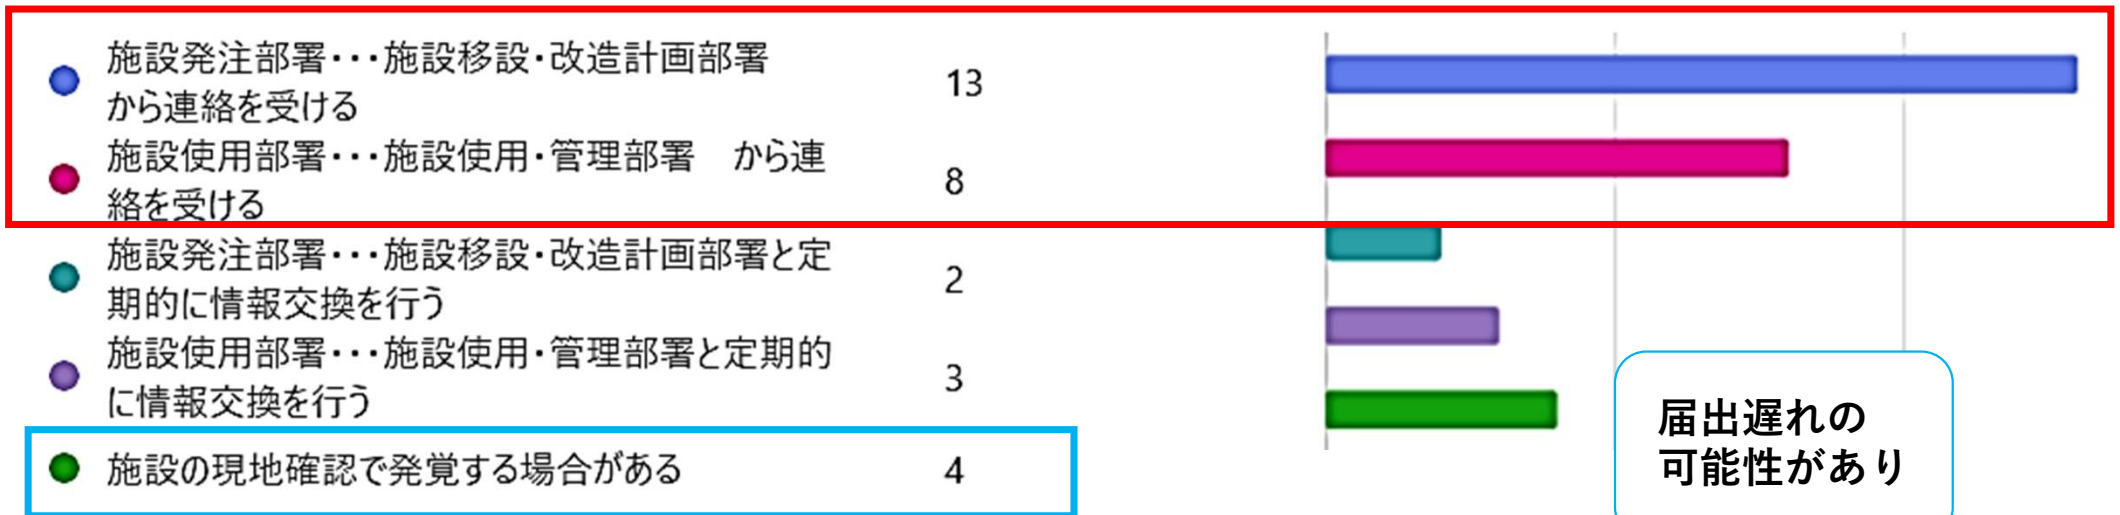 施設発注部署・・・施設移設・改造計画部署
から連絡を受ける
13
施設使用部署・・・施設使用・管理部署　から連
絡を受ける
8
施設発注部署・・・施設移設・改造計画部署と定
期的に情報交換を行う
2
施設使用部署・・・施設使用・管理部署と定期的
に情報交換を行う
3
施設の現地確認で発覚する場合がある
4
届出遅れの
可能性があり